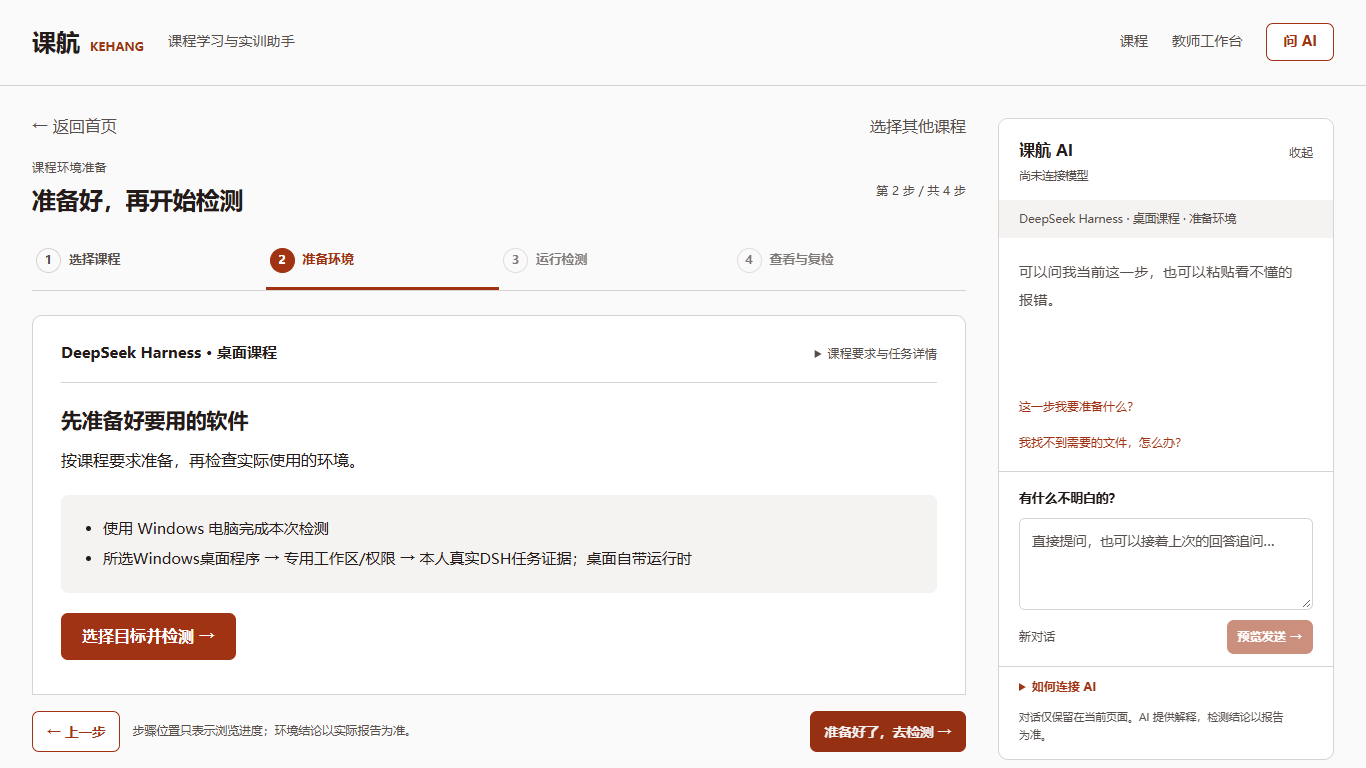 课航 KEHANG 课程学习与实训助手
课程 教师工作台 问 AI
← 返回首页
选择其他课程
课程环境准备
准备好，再开始检测
第 2 步 / 共 4 步
1 选择课程
2 准备环境
3 运行检测
4 查看与复检
DeepSeek Harness · 桌面课程
▶ 课程要求与任务详情
先准备好要用的软件
按课程要求准备，再检查实际使用的环境。
• 使用 Windows 电脑完成本次检测
• 所选Windows桌面程序 → 专用工作区/权限 → 本人真实DSH任务证据；桌面自带运行时
选择目标并检测 →
← 上一步
步骤位置只表示浏览进度；环境结论以实际报告为准。
准备好了，去检测 →
课航 AI
收起
尚未连接模型
DeepSeek Harness · 桌面课程 · 准备环境
可以问我当前这一步，也可以粘贴看不懂的
报错。
这一步我要准备什么？
我找不到需要的文件，怎么办？
有什么不明白的？
直接提问，也可以接着上次的回答追问...
新对话
预览发送 →
▶ 如何连接 AI
对话仅保留在当前页面。AI 提供解释，检测结论以报告
为准。